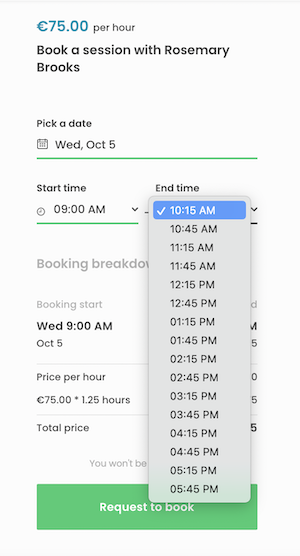 €75.00 per hour
Book a session with Rosemary
Brooks
Pick a date
Wed, Oct 5
Start time
End time
09:00 AM
10:15 AM
10:45 AM
11:15 AM
11:45 AM
12:15 PM
12:45 PM
01:15 PM
01:45 PM
02:15 PM
02:45 PM
03:15 PM
03:45 PM
04:15 PM
04:45 PM
05:15 PM
05:45 PM
Booking breakdow
Booking start
Wed 9:00 AM
Oct 5
Price per hour
€75.00 * 1.25 hours
Total price
You won't be
Request to book